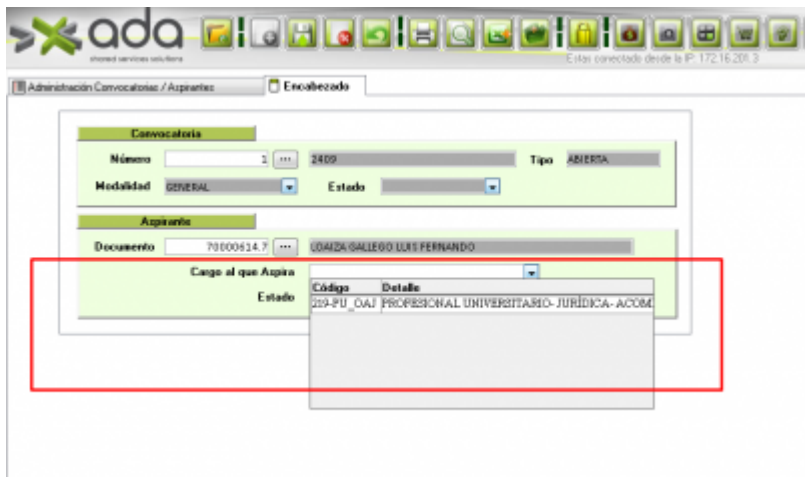 ada
shared services solutions
Estas conectado desde la IP: 172.16.201.3
Administración Convocatorias / Aspirantes
Encabezado
Convocatoria
Número 1 ... 2409 Tipo ABIERTA
Modalidad GENERAL Estado
Aspirante
Documento 70000614.7 ... LOAIZA GALLEGO LUIS FERNANDO
Cargo al que Aspira
Estado
Código Detalle
219-PU_OAJ PROFESIONAL UNIVERSITARIO- JURÍDICA- ACOM